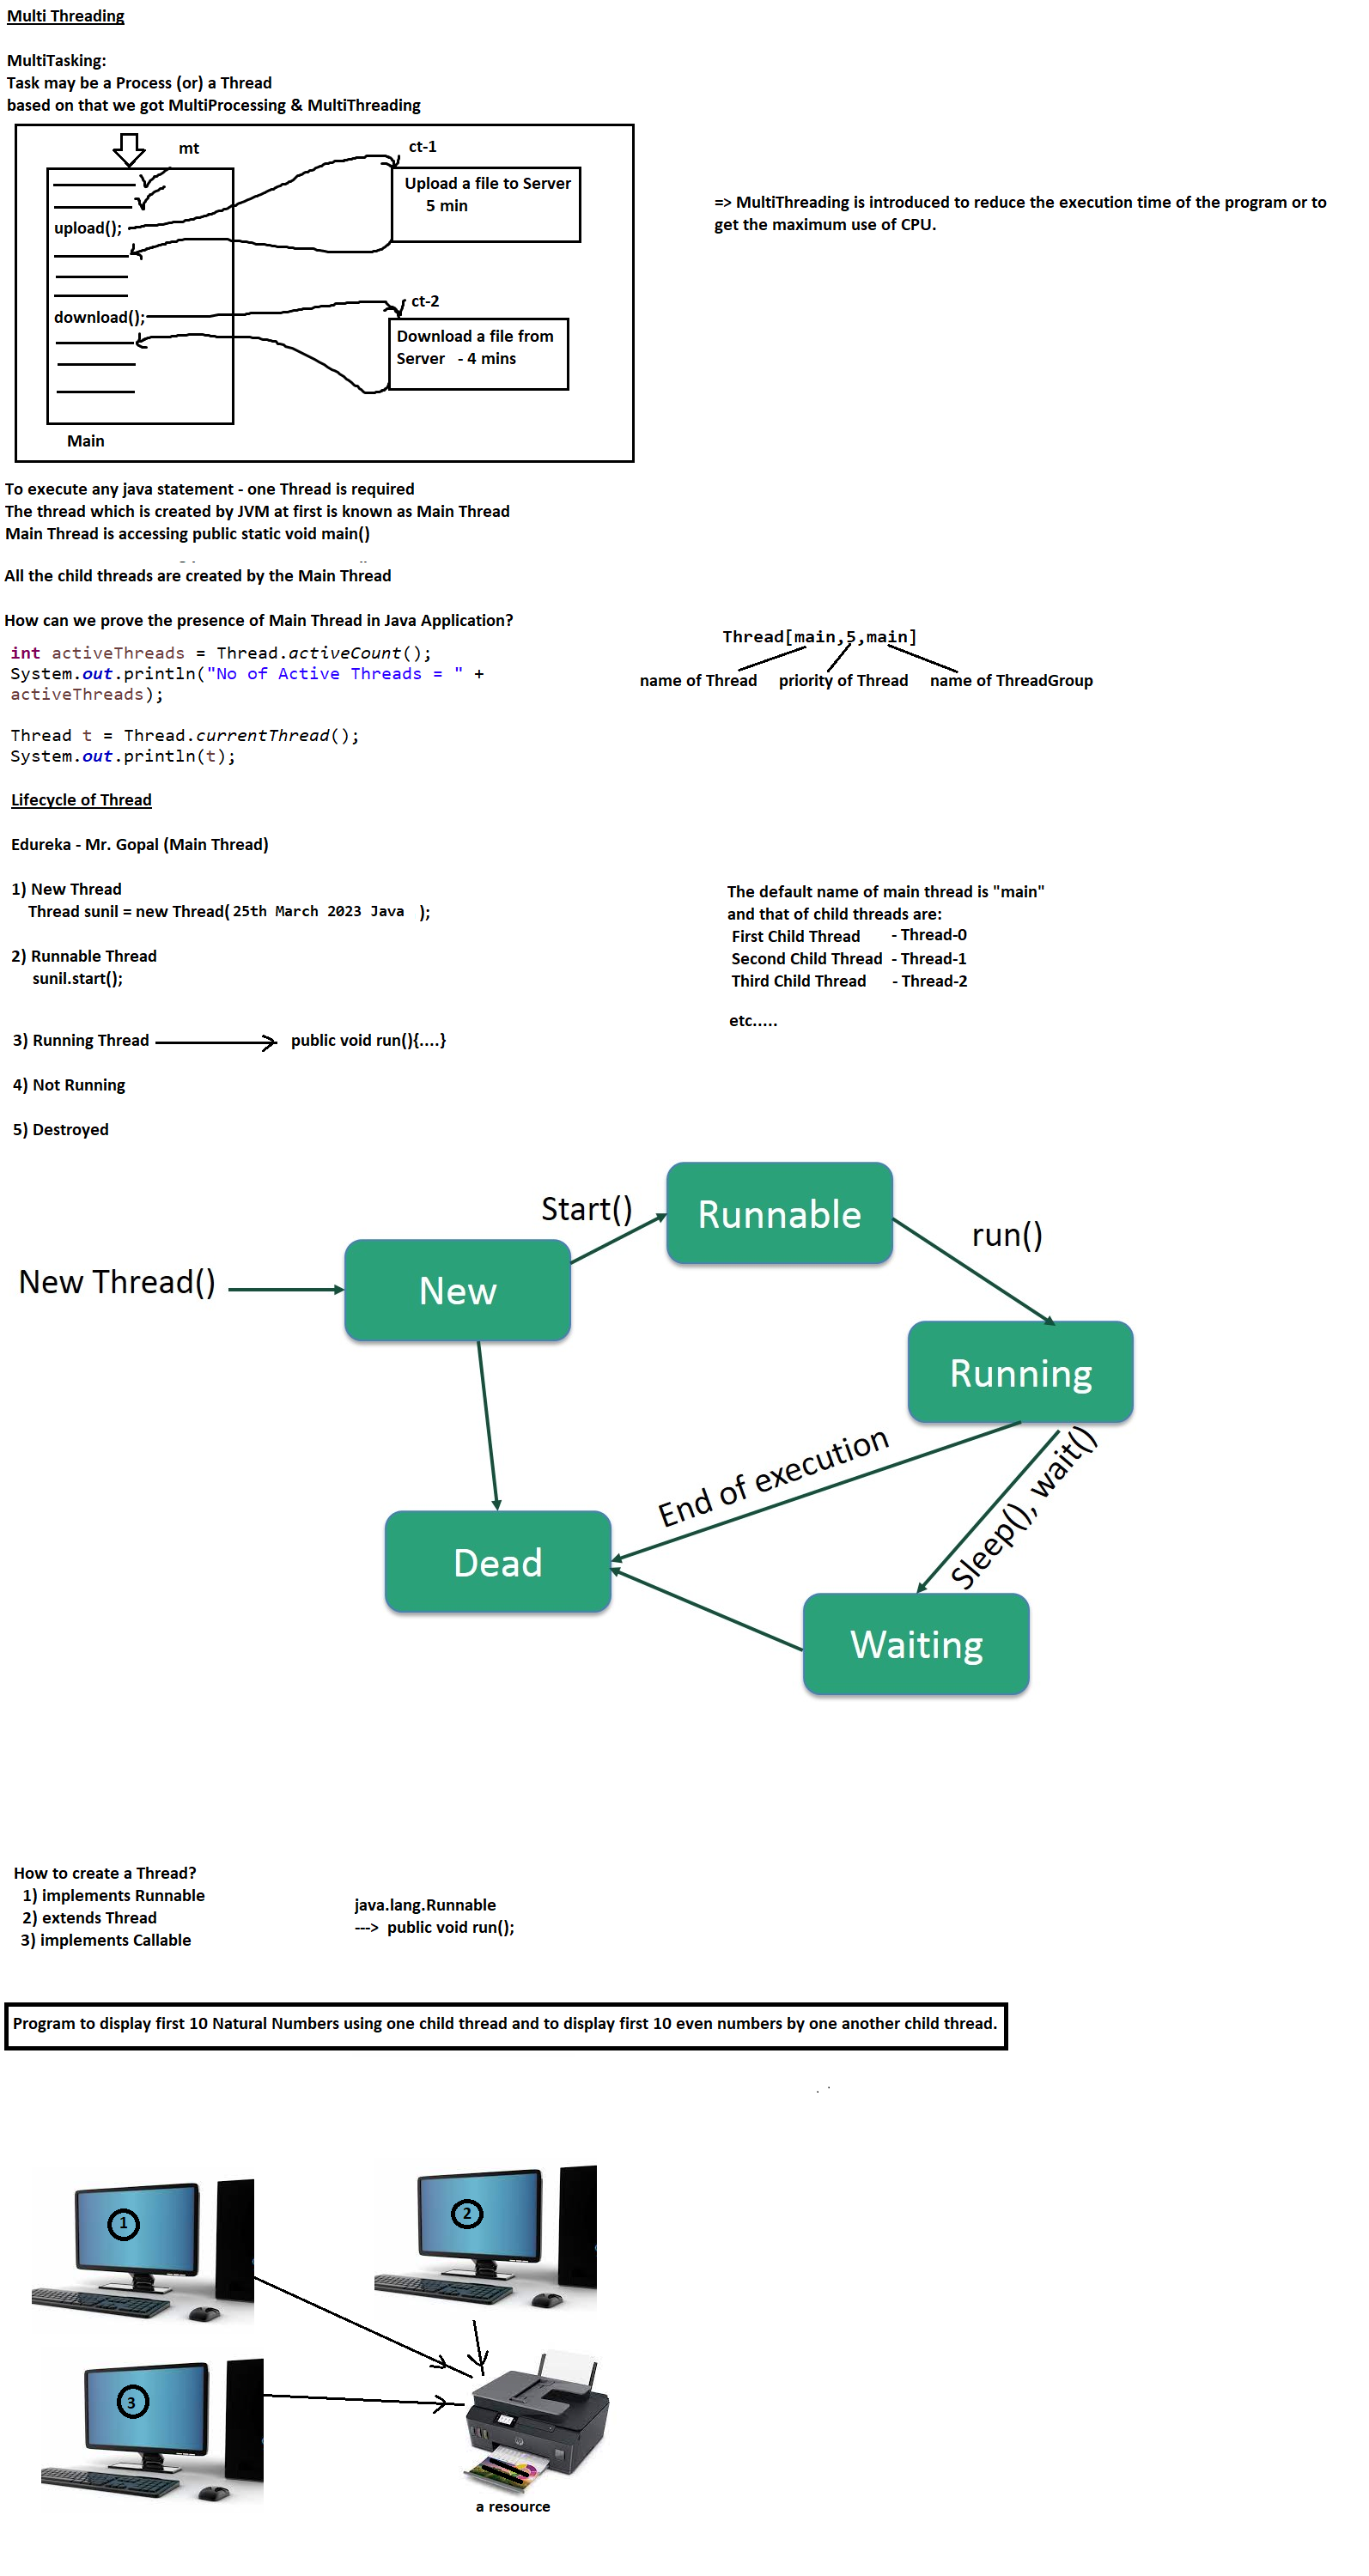 Multi Threading
MultiTasking:
Task may be a Process (or) a Thread
based on that we got MultiProcessing & MultiThreading
mt
ct-1
Upload a file to Server
5 min
upload();
ct-2
download();
Download a file from
Server - 4 mins
Main
=> MultiThreading is introduced to reduce the execution time of the program or to
get the maximum use of CPU.
To execute any java statement - one Thread is required
The thread which is created by JVM at first is known as Main Thread
Main Thread is accessing public static void main()
All the child threads are created by the Main Thread
How can we prove the presence of Main Thread in Java Application?
int activeThreads = Thread.activeCount();
System.out.println("No of Active Threads = " +
activeThreads);
Thread t = Thread.currentThread();
System.out.println(t);
Thread[main,5,main]
name of Thread priority of Thread name of ThreadGroup
Lifecycle of Thread
Edureka - Mr. Gopal (Main Thread)
1) New Thread
Thread sunil = new Thread( 25th March 2023 Java );
2) Runnable Thread
sunil.start();
3) Running Thread
public void run(){....}
4) Not Running
5) Destroyed
The default name of main thread is "main"
and that of child threads are:
First Child Thread - Thread-0
Second Child Thread - Thread-1
Third Child Thread - Thread-2
etc.....
Start()
Runnable
run()
New Thread()
New
Running
End of execution
Sleep(), wait()
Dead
Waiting
How to create a Thread?
1) implements Runnable
2) extends Thread
3) implements Callable
java.lang.Runnable
---> public void run();
Program to display first 10 Natural Numbers using one child thread and to display first 10 even numbers by one another child thread.
1
2
3
a resource